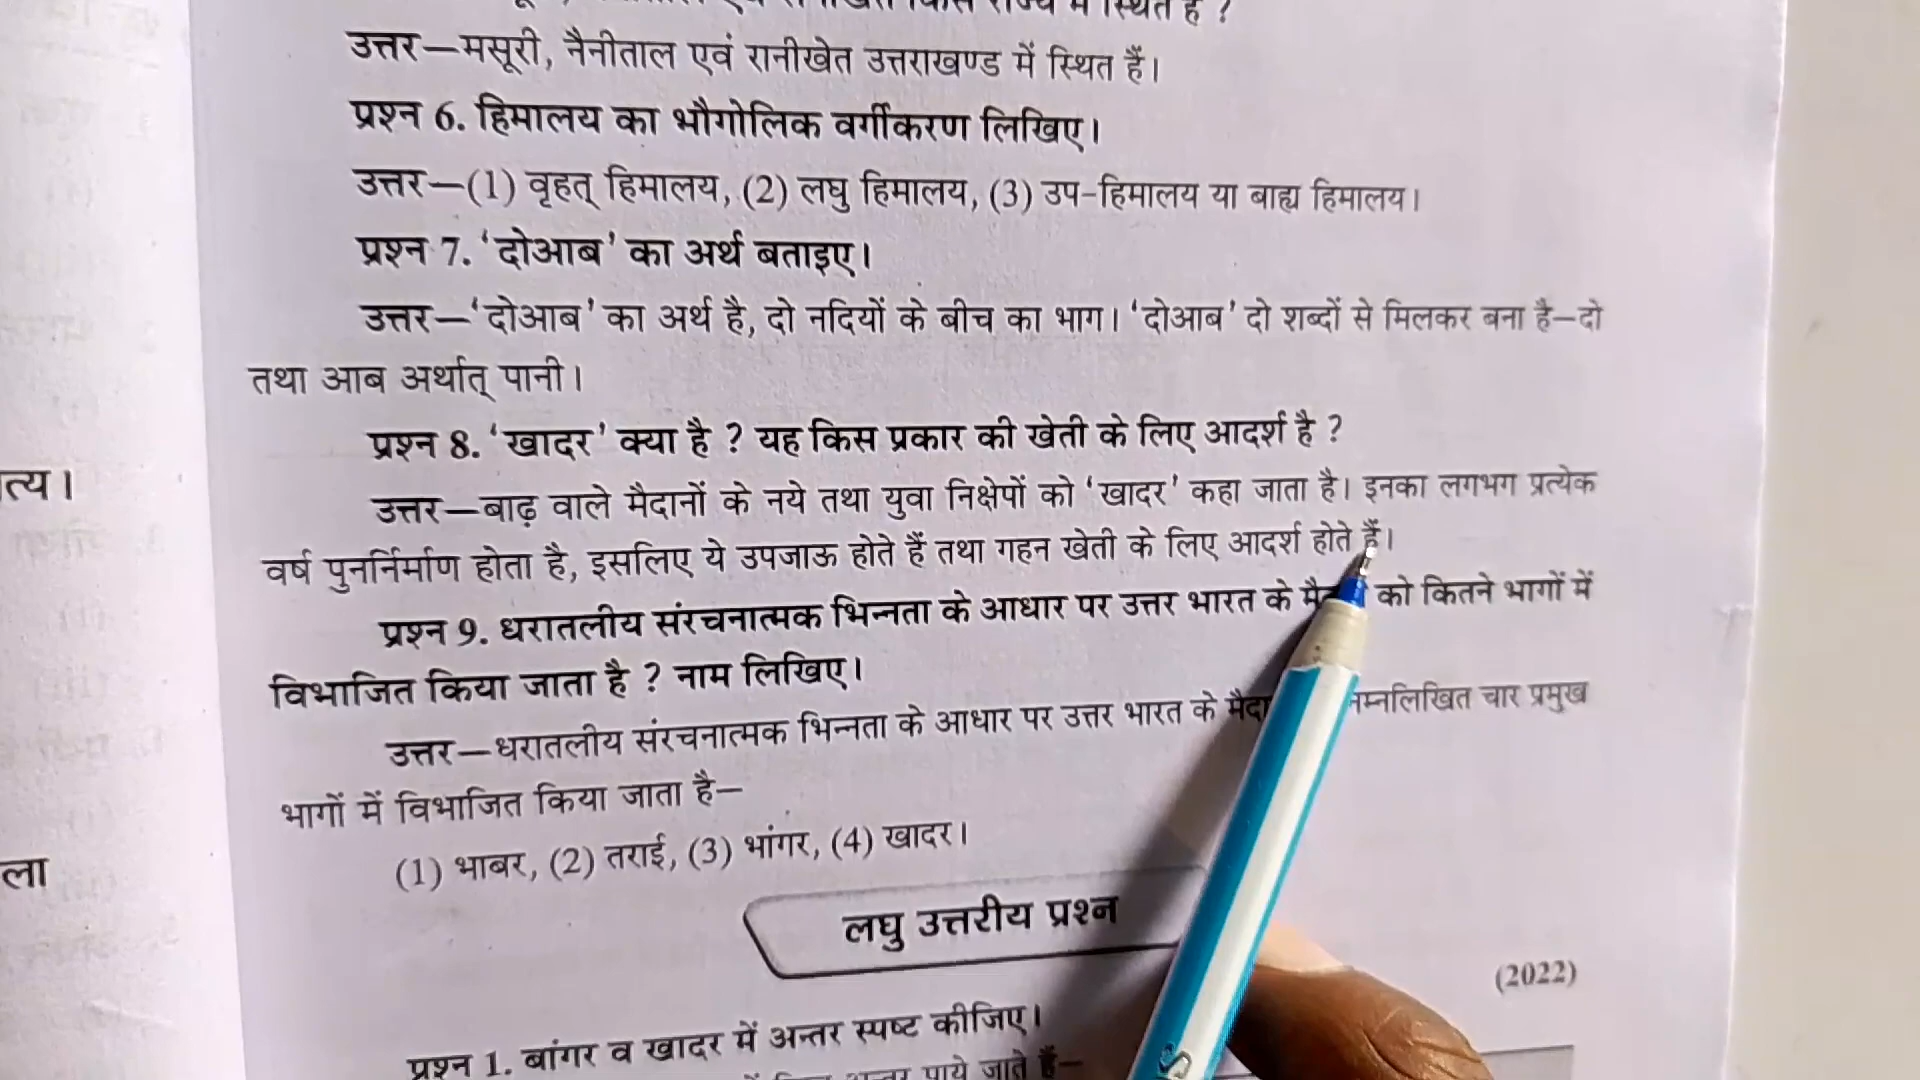 स्थित है ?
उत्तर—मसूरी, नैनीताल एवं रानीखेत उत्तराखण्ड में स्थित हैं।
प्रश्न 6. हिमालय का भौगोलिक वर्गीकरण लिखिए।
उत्तर—(1) वृहत् हिमालय, (2) लघु हिमालय, (3) उप-हिमालय या बाह्य हिमालय।
प्रश्न 7. ‘दोआब’ का अर्थ बताइए।
उत्तर—‘दोआब’ का अर्थ है, दो नदियों के बीच का भाग। ‘दोआब’ दो शब्दों से मिलकर बना है—दो
तथा आब अर्थात् पानी।
प्रश्न 8. ‘खादर’ क्या है ? यह किस प्रकार की खेती के लिए आदर्श है ?
त्य।
उत्तर—बाढ़ वाले मैदानों के नये तथा युवा निक्षेपों को ‘खादर’ कहा जाता है। इनका लगभग प्रत्येक
वर्ष पुनर्निर्माण होता है, इसलिए ये उपजाऊ होते हैं तथा गहन खेती के लिए आदर्श होते हैं।
प्रश्न 9. धरातलीय संरचनात्मक भिन्नता के आधार पर उत्तर भारत के को कितने भागों में
विभाजित किया जाता है ? नाम लिखिए।
उत्तर—धरातलीय संरचनात्मक भिन्नता के आधार पर उत्तर भारत के चार प्रमुख
भागों में विभाजित किया जाता है—
ला
(1) भाबर, (2) तराई, (3) भांगर, (4) खादर।
लघु उत्तरीय प्रश्न
(2022)
प्रश्न 1. बांगर व खादर में अन्तर स्पष्ट कीजिए।
पाये जाते हैं—